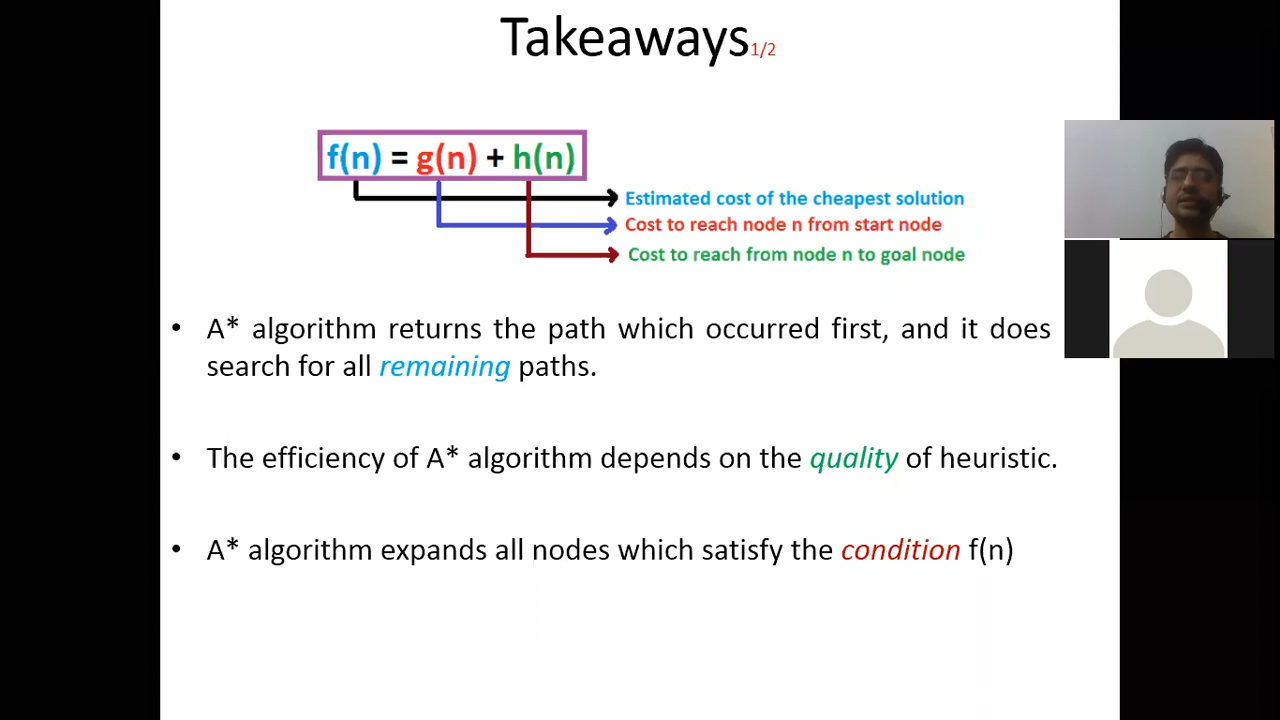 Takeaways1/2
f(n) = g(n) + h(n)
Estimated cost of the cheapest solution
Cost to reach node n from start node
Cost to reach from node n to goal node
• A* algorithm returns the path which occurred first, and it does
search for all remaining paths.
• The efficiency of A* algorithm depends on the quality of heuristic.
• A* algorithm expands all nodes which satisfy the condition f(n)